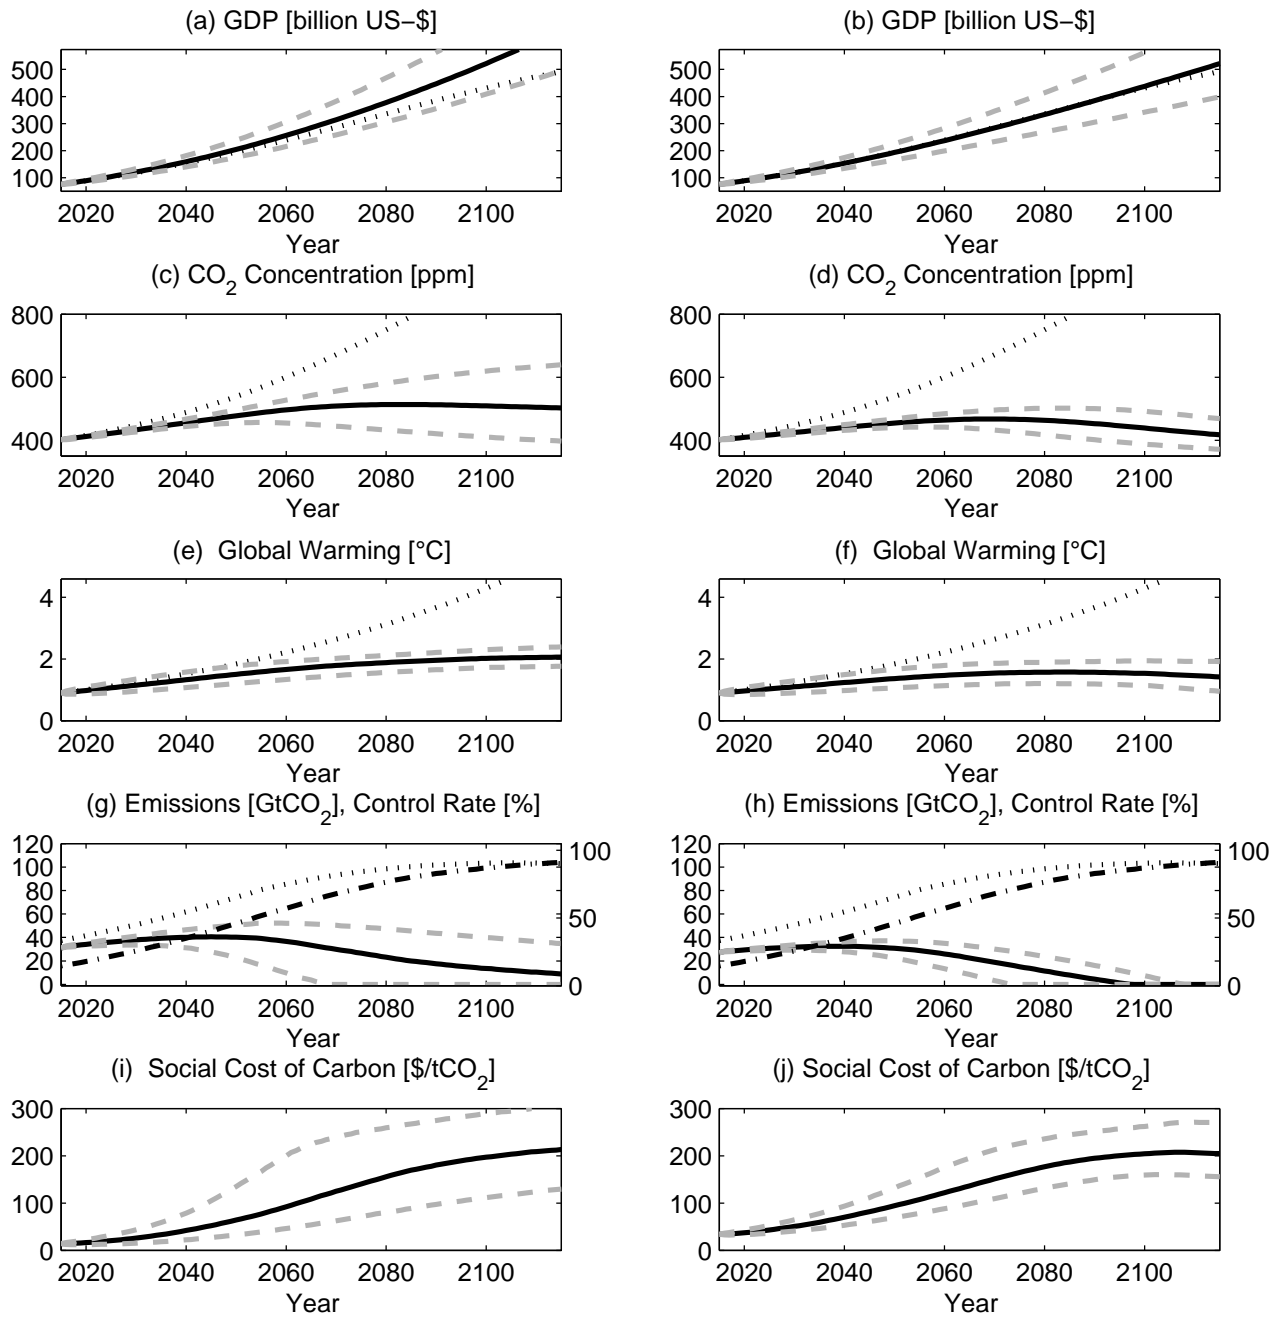 (a) GDP [billion US−$]
500
400
300
200
100
2020 2040 2060 2080 2100
Year
(b) GDP [billion US−$]
500
400
300
200
100
2020 2040 2060 2080 2100
Year
(c) CO2 Concentration [ppm]
800
600
400
2020 2040 2060 2080 2100
Year
(d) CO2 Concentration [ppm]
800
600
400
2020 2040 2060 2080 2100
Year
(e) Global Warming [°C]
4
2
0
2020 2040 2060 2080 2100
Year
(f) Global Warming [°C]
4
2
0
2020 2040 2060 2080 2100
Year
(g) Emissions [GtCO2], Control Rate [%]
120
100
80
60
40
20
0
100
50
0
2020 2040 2060 2080 2100
Year
(h) Emissions [GtCO2], Control Rate [%]
120
100
80
60
40
20
0
100
50
0
2020 2040 2060 2080 2100
Year
(i) Social Cost of Carbon [$/tCO2]
300
200
100
0
2020 2040 2060 2080 2100
Year
(j) Social Cost of Carbon [$/tCO2]
300
200
100
0
2020 2040 2060 2080 2100
Year